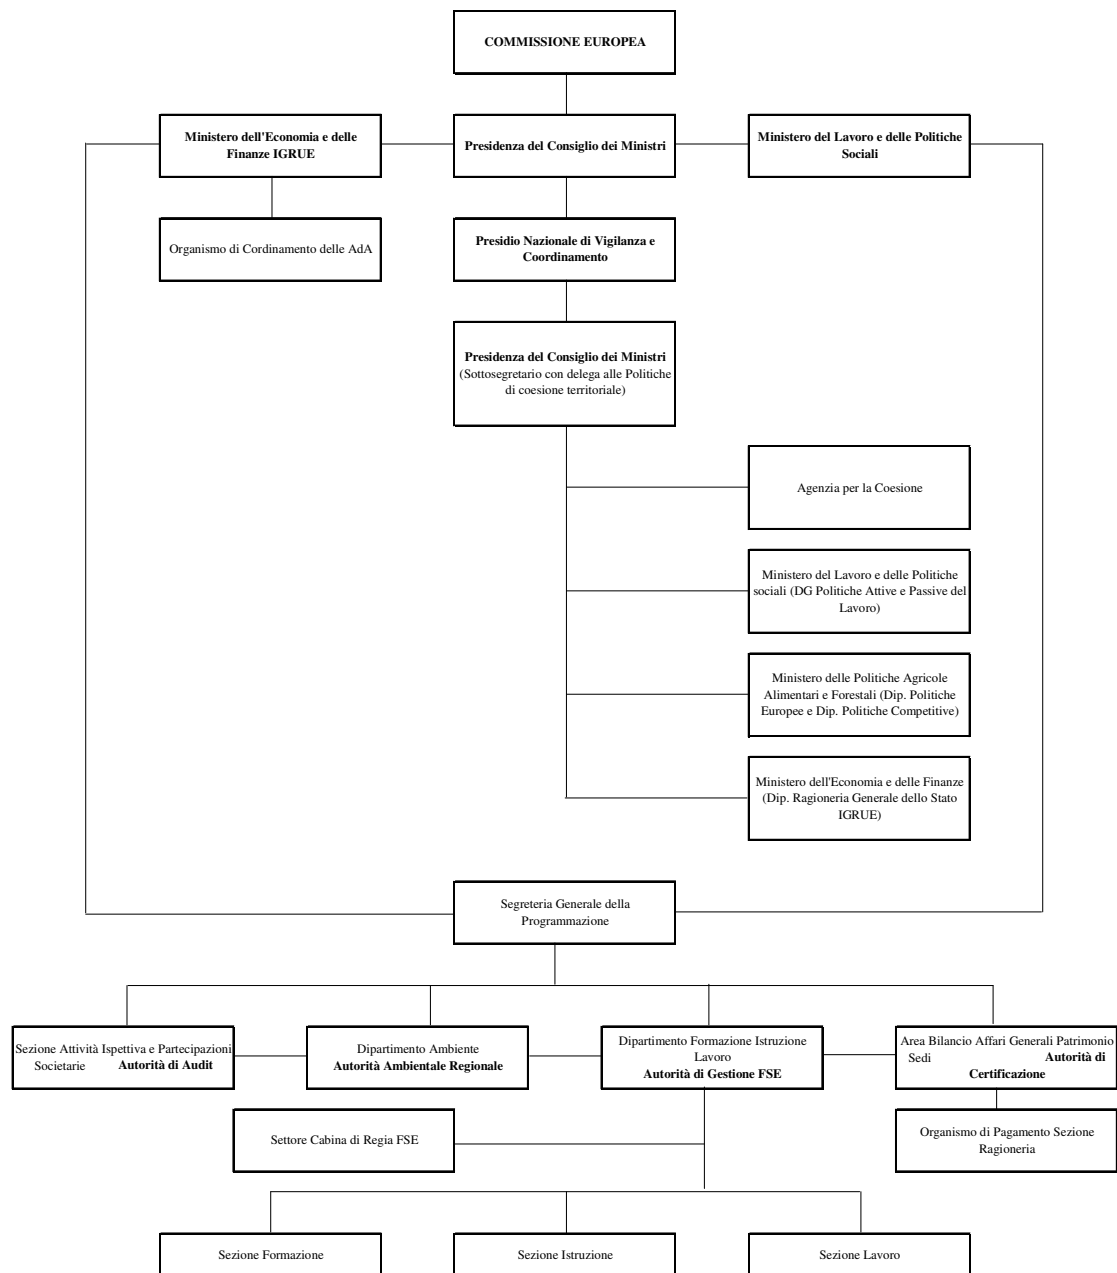 COMMISSIONE EUROPEA
Ministero dell'Economia e delle
Finanze IGRUE
Presidenza del Consiglio dei Ministri
Ministero del Lavoro e delle Politiche
Sociali
Organismo di Cordinamento delle AdA
Presidio Nazionale di Vigilanza e
Coordinamento
Presidenza del Consiglio dei Ministri
(Sottosegretario con delega alle Politiche
di coesione territoriale)
Agenzia per la Coesione
Ministero del Lavoro e delle Politiche
sociali (DG Politiche Attive e Passive del
Lavoro)
Ministero delle Politiche Agricole
Alimentari e Forestali (Dip. Politiche
Europee e Dip. Politiche Competitive)
Ministero dell'Economia e delle Finanze
(Dip. Ragioneria Generale dello Stato
IGRUE)
Segreteria Generale della
Programmazione
Sezione Attività Ispettiva e Partecipazioni
Societarie Autorità di Audit
Dipartimento Ambiente
Autorità Ambientale Regionale
Dipartimento Formazione Istruzione
Lavoro
Autorità di Gestione FSE
Area Bilancio Affari Generali Patrimonio
Sedi Autorità di
Certificazione
Settore Cabina di Regia FSE
Organismo di Pagamento Sezione
Ragioneria
Sezione Formazione
Sezione Istruzione
Sezione Lavoro